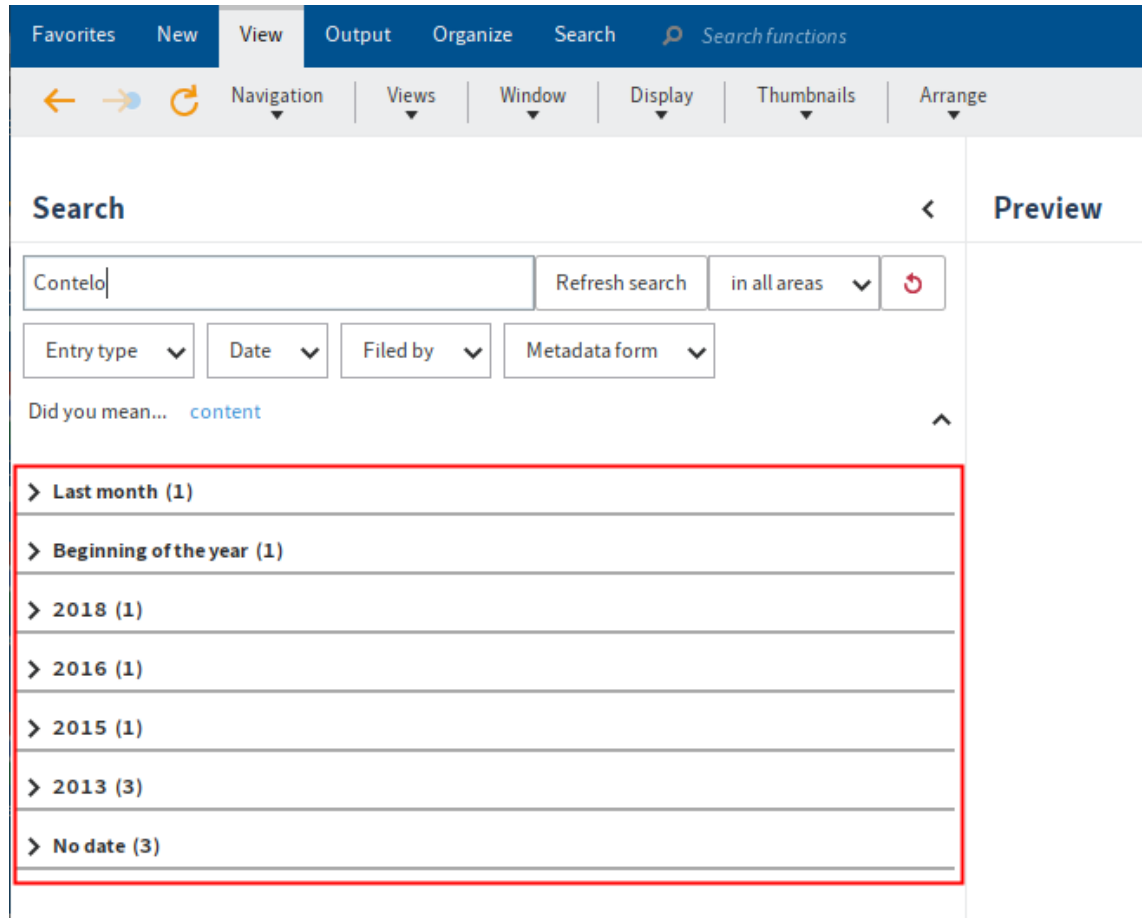 Favorites New View Output Organize Search Search functions
Navigation Views Window Display Thumbnails Arrange
Search
Preview
Contelo Refresh search in all areas
Entry type Date Filed by Metadata form
Did you mean... content
Last month (1)
Beginning of the year (1)
2018 (1)
2016 (1)
2015 (1)
2013 (3)
No date (3)